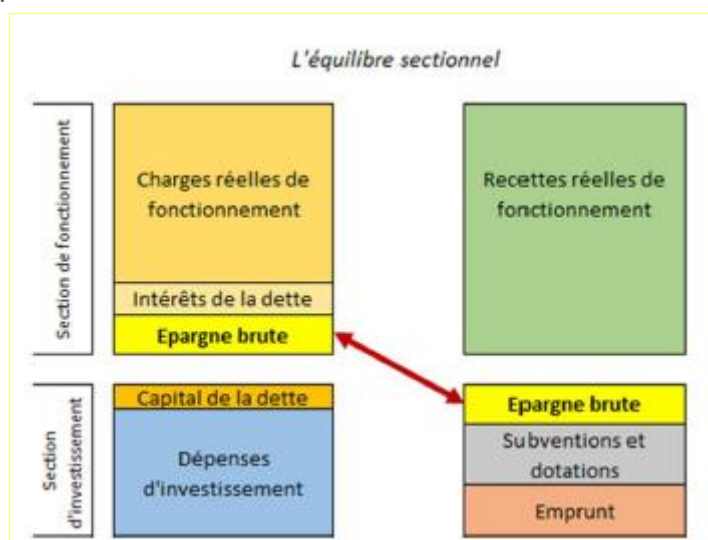 L'équilibre sectionnel
Section de fonctionnement
Charges réelles de
fonctionnement
Intérêts de la dette
Epargne brute
Recettes réelles de
fonctionnement
Section
d'investissement
Capital de la dette
Dépenses
d'investissement
Epargne brute
Subventions et
dotations
Emprunt